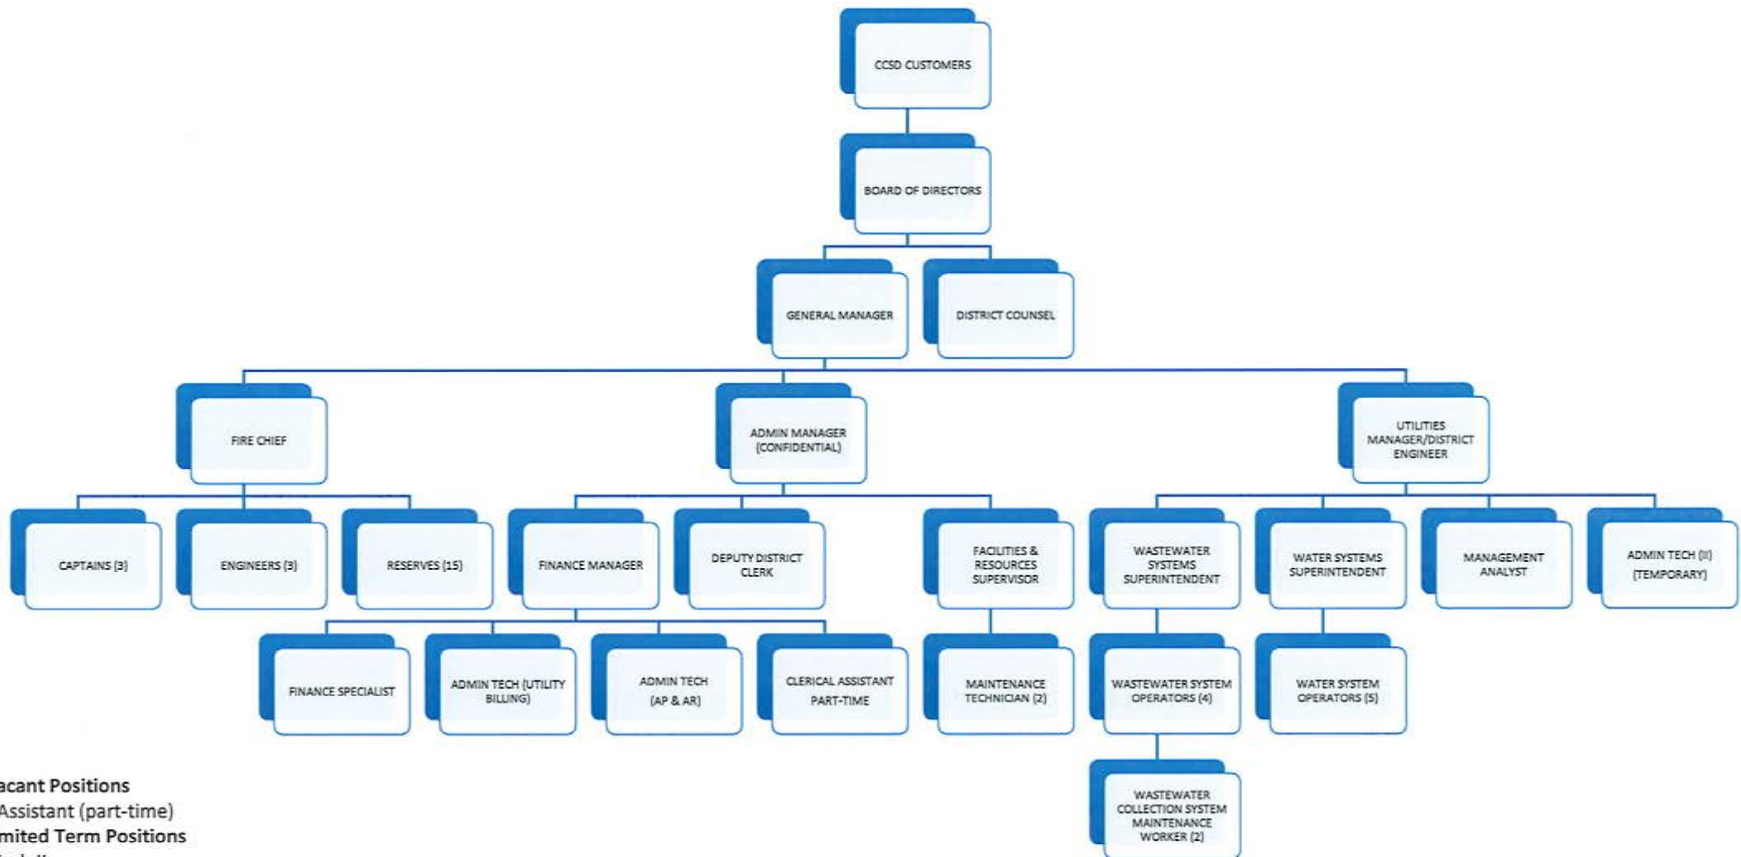 CCSD CUSTOMERS
BOARD OF DIRECTORS
GENERAL MANAGER
DISTRICT COUNSEL
FIRE CHIEF
ADMIN MANAGER
(CONFIDENTIAL)
UTILITIES
MANAGER/DISTRICT
ENGINEER
CAPTAINS (3)
ENGINEERS (3)
RESERVES (15)
FINANCE MANAGER
DEPUTY DISTRICT
CLERK
FACILITIES &
RESOURCES
SUPERVISOR
WASTEWATER
SYSTEMS
SUPERINTENDENT
WATER SYSTEMS
SUPERINTENDENT
MANAGEMENT
ANALYST
ADMIN TECH (II)
(TEMPORARY)
FINANCE SPECIALIST
ADMIN TECH (UTILITY
BILLING)
ADMIN TECH
(AP & AR)
CLERICAL ASSISTANT
PART-TIME
MAINTENANCE
TECHNICIAN (2)
WASTEWATER SYSTEM
OPERATORS (4)
WATER SYSTEM
OPERATORS (5)
WASTEWATER
COLLECTION SYSTEM
MAINTENANCE
WORKER (2)
acant Positions
Assistant (part-time)
mited Term Positions